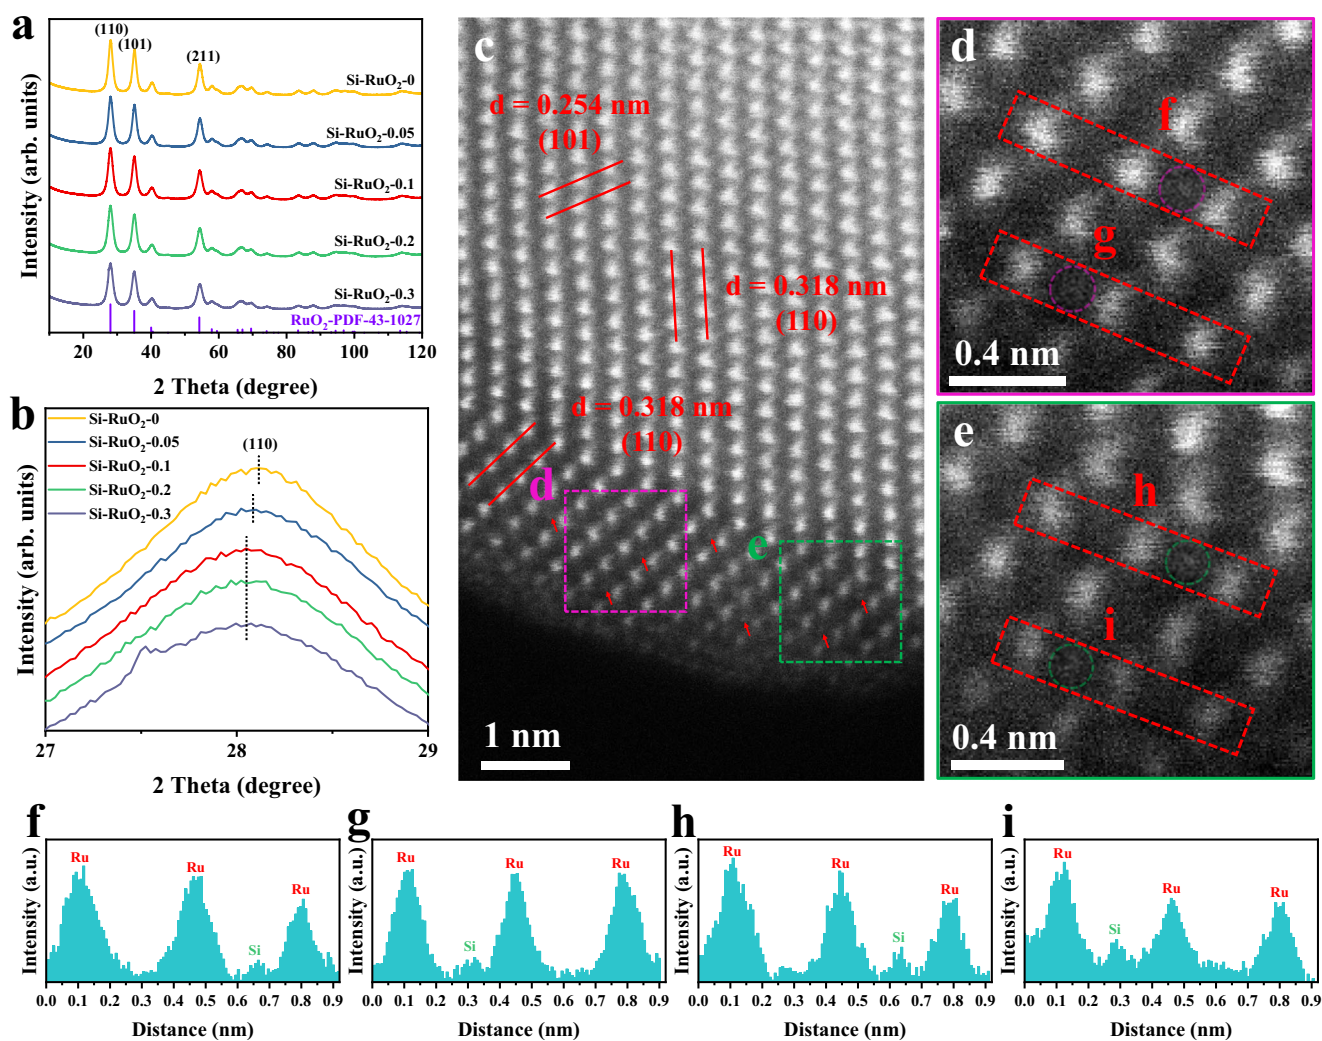 a
(110)
(101)
(211)
Si-RuO₂-0
Si-RuO₂-0.05
Si-RuO₂-0.1
Si-RuO₂-0.2
Si-RuO₂-0.3
RuO₂-PDF-43-1027
Intensity (arb. units)
20 40 60 80 100 120
2 Theta (degree)
b
Si-RuO₂-0
Si-RuO₂-0.05
Si-RuO₂-0.1
Si-RuO₂-0.2
Si-RuO₂-0.3
(110)
Intensity (arb. units)
27 28 29
2 Theta (degree)
c
d = 0.254 nm
(101)
d = 0.318 nm
(110)
d = 0.318 nm
(110)
d
e
1 nm
d
f
g
0.4 nm
e
h
i
0.4 nm
f
Ru
Ru
Ru
Si
Intensity (a.u.)
0.0 0.1 0.2 0.3 0.4 0.5 0.6 0.7 0.8 0.9
Distance (nm)
g
Ru
Ru
Ru
Si
Intensity (a.u.)
0.0 0.1 0.2 0.3 0.4 0.5 0.6 0.7 0.8 0.9
Distance (nm)
h
Ru
Ru
Ru
Si
Intensity (a.u.)
0.0 0.1 0.2 0.3 0.4 0.5 0.6 0.7 0.8 0.9
Distance (nm)
i
Ru
Ru
Ru
Si
Intensity (a.u.)
0.0 0.1 0.2 0.3 0.4 0.5 0.6 0.7 0.8 0.9
Distance (nm)